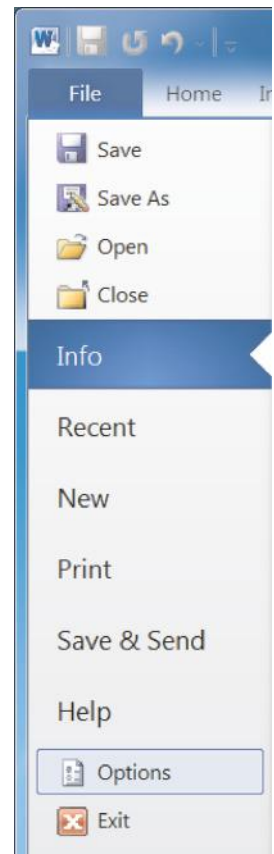 File Home
Save
Save As
Open
Close
Info
Recent
New
Print
Save & Send
Help
Options
Exit